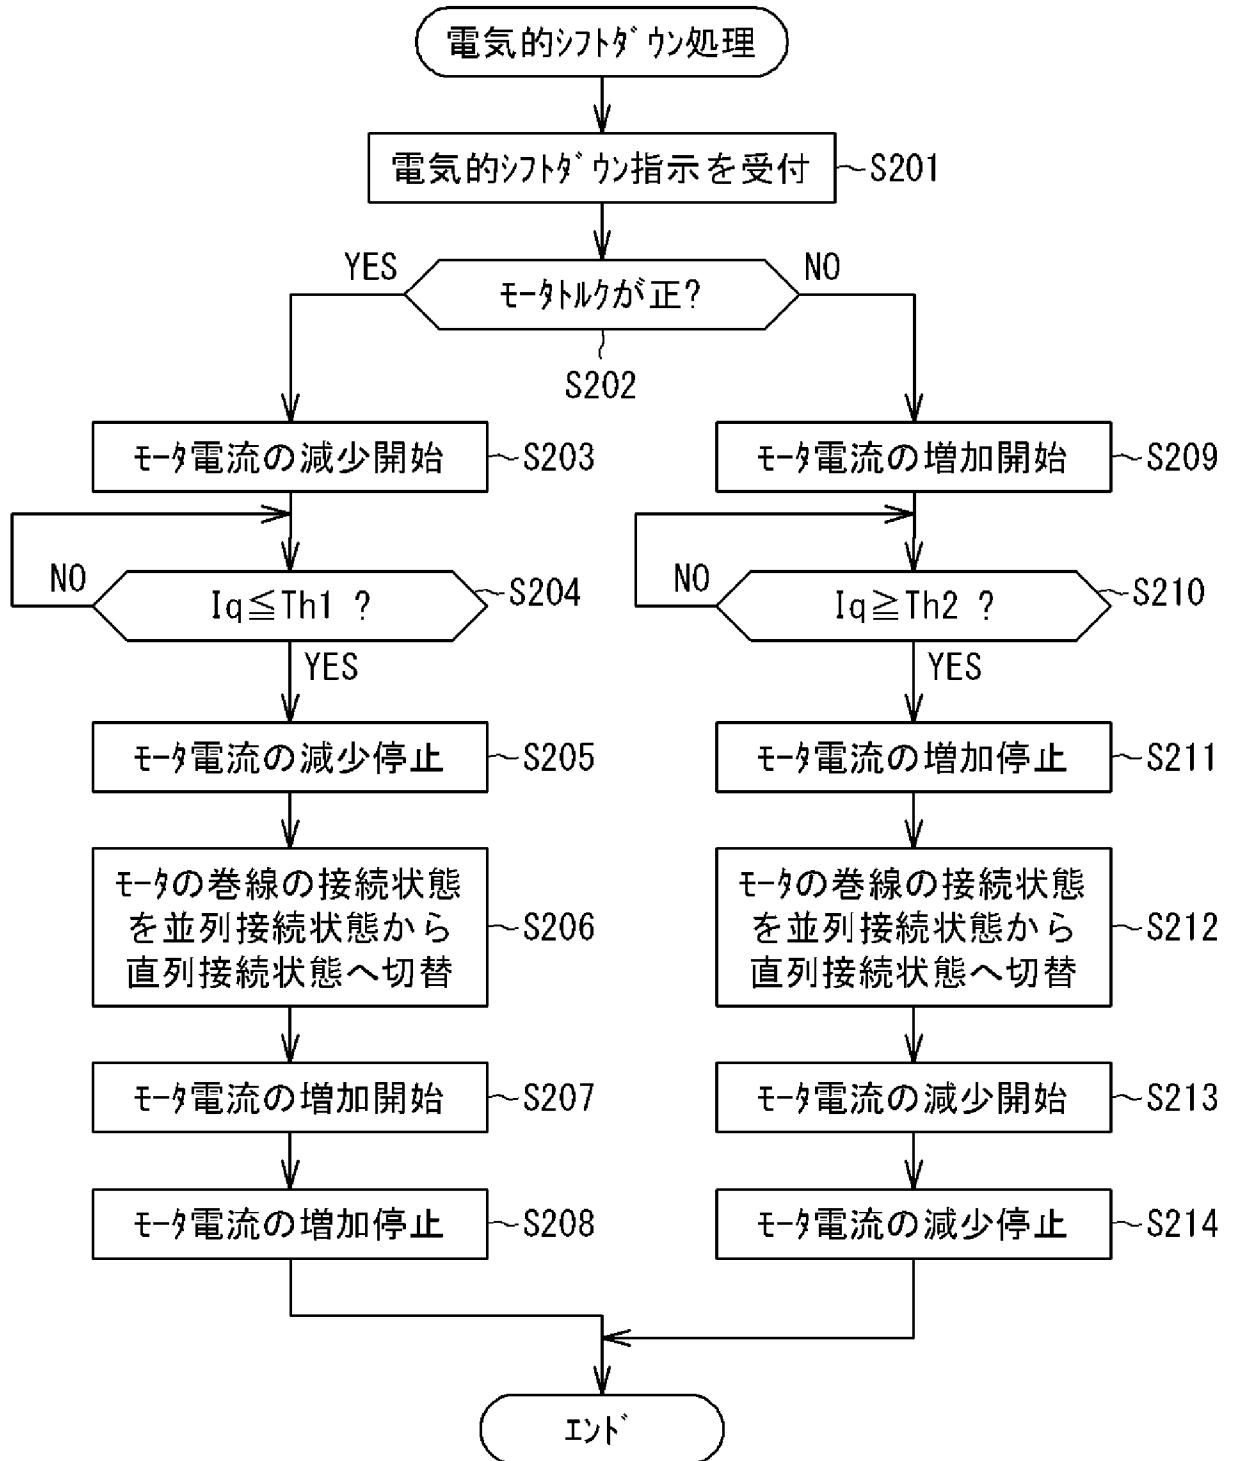 電気的ｼﾌﾄﾀﾞｳﾝ処理
電気的ｼﾌﾄﾀﾞｳﾝ指示を受付
S201
YES
NO
ﾓｰﾀﾄﾙｸが正?
S202
ﾓｰﾀ電流の減少開始
S203
NO
Iq≦Th1 ?
S204
YES
ﾓｰﾀ電流の減少停止
S205
ﾓｰﾀの巻線の接続状態
を並列接続状態から
直列接続状態へ切替
S206
ﾓｰﾀ電流の増加開始
S207
ﾓｰﾀ電流の増加停止
S208
ﾓｰﾀ電流の増加開始
S209
NO
Iq≧Th2 ?
S210
YES
ﾓｰﾀ電流の増加停止
S211
ﾓｰﾀの巻線の接続状態
を並列接続状態から
直列接続状態へ切替
S212
ﾓｰﾀ電流の減少開始
S213
ﾓｰﾀ電流の減少停止
S214
ｴﾝﾄﾞ